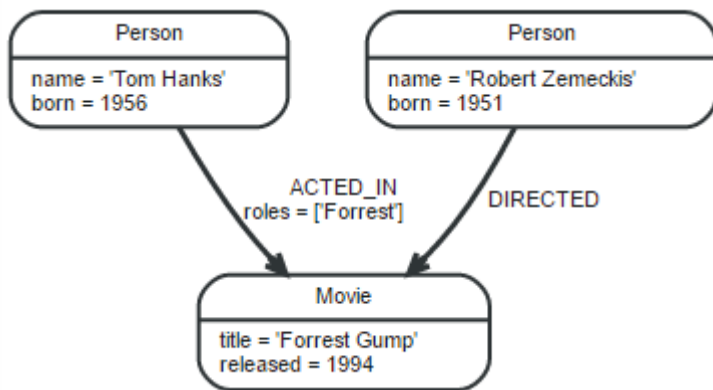 Person
name = 'Tom Hanks'
born = 1956
Person
name = 'Robert Zemeckis'
born = 1951
ACTED_IN
roles = ['Forrest']
DIRECTED
Movie
title = 'Forrest Gump'
released = 1994